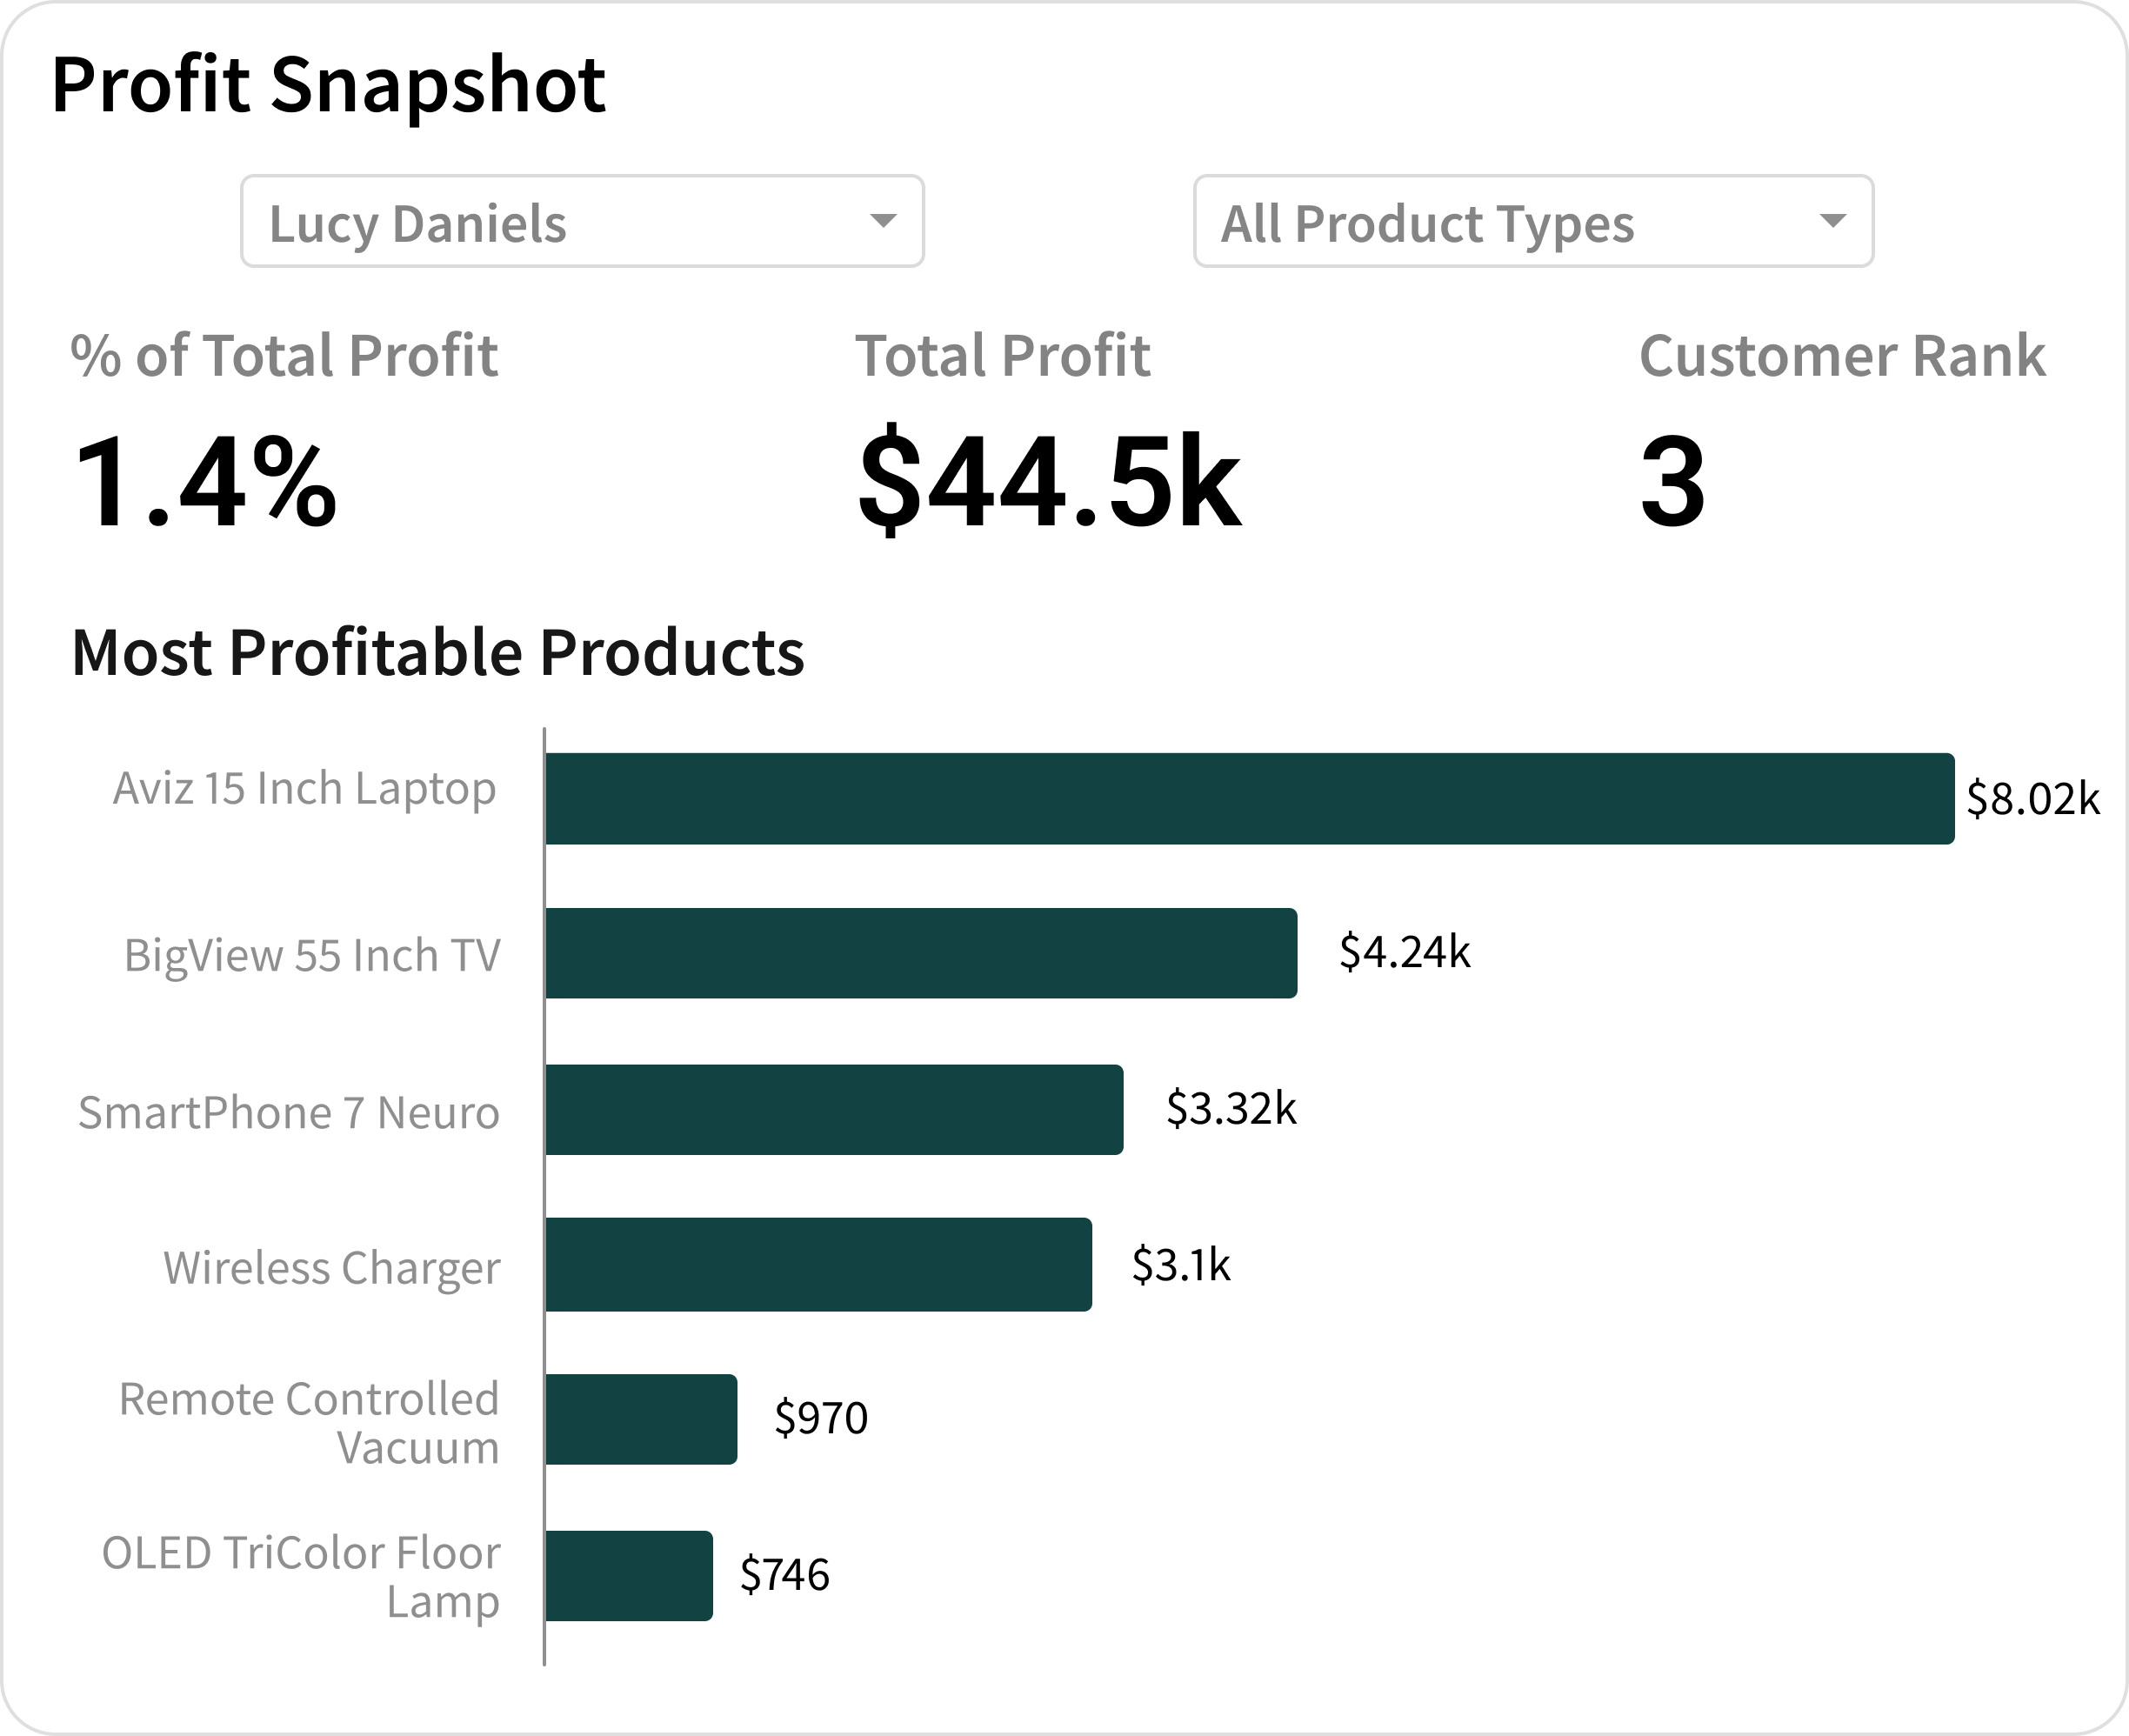 Profit Snapshot
Lucy Daniels
All Product Types
% of Total Profit
Total Profit
Customer Rank
1.4%
$44.5k
3
Most Profitable Products
Aviz 15 Inch Laptop
$8.02k
BigView 55 Inch TV
$4.24k
SmartPhone 7 Neuro
$3.32k
Wireless Charger
$3.1k
Remote Controlled
Vacuum
$970
OLED TriColor Floor
Lamp
$746